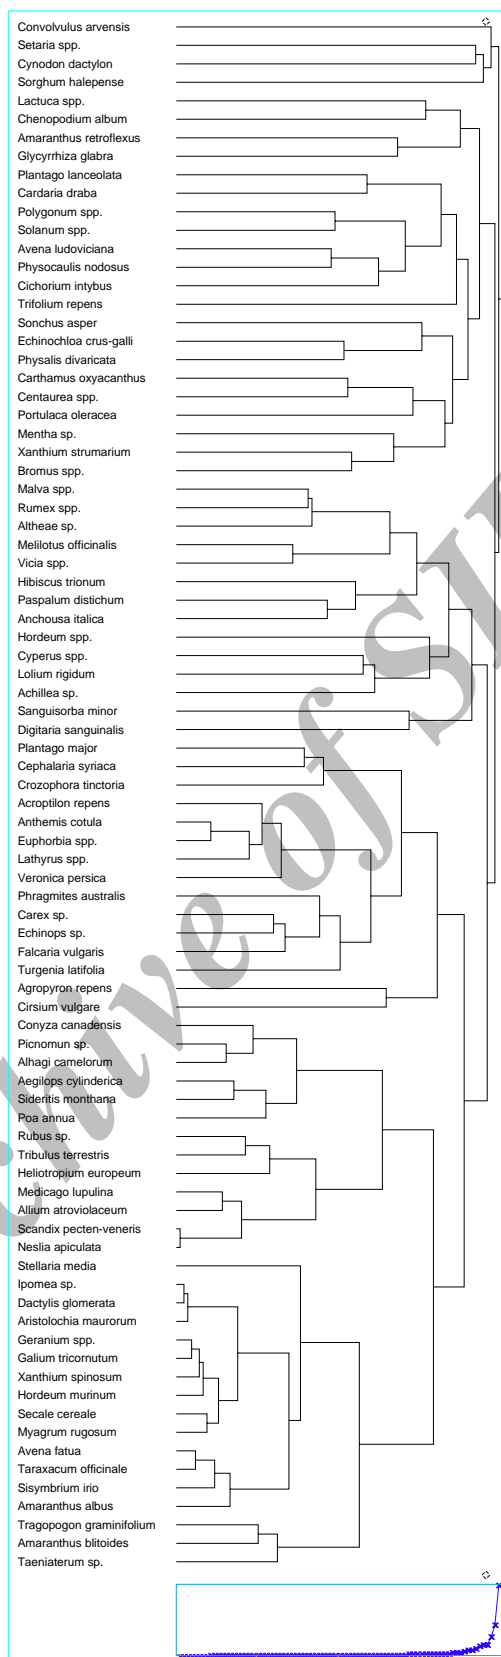 Convolvulus arvensis
Setaria spp.
Cynodon dactylon
Sorghum halepense
Lactuca spp.
Chenopodium album
Amaranthus retroflexus
Glycyrrhiza glabra
Plantago lanceolata
Cardaria draba
Polygonum spp.
Solanum spp.
Avena ludoviciana
Physocaulis nodosus
Cichorium intybus
Trifolium repens
Sonchus asper
Echinochloa crus-galli
Physalis divaricata
Carthamus oxyacanthus
Centaurea spp.
Portulaca oleracea
Mentha sp.
Xanthium strumarium
Bromus spp.
Malva spp.
Rumex spp.
Altheae sp.
Melilotus officinalis
Vicia spp.
Hibiscus trionum
Paspalum distichum
Anchousa italica
Hordeum spp.
Cyperus spp.
Lolium rigidum
Achillea sp.
Sanguisorba minor
Digitaria sanguinalis
Plantago major
Cephalaria syriaca
Crozophora tinctoria
Acroptilon repens
Anthemis cotula
Euphorbia spp.
Lathyrus spp.
Veronica persica
Phragmites australis
Carex sp.
Echinops sp.
Falcaria vulgaris
Turgenia latifolia
Agropyron repens
Cirsium vulgare
Conyza canadensis
Picnomun sp.
Alhagi camelorum
Aegilops cylinderica
Sideritis monthana
Poa annua
Rubus sp.
Tribulus terrestris
Heliotropium europeum
Medicago lupulina
Allium atroviolaceum
Scandix pecten-veneris
Neslia apiculata
Stellaria media
Ipomea sp.
Dactylis glomerata
Aristolochia maurorum
Geranium spp.
Galium tricornutum
Xanthium spinosum
Hordeum murinum
Secale cereale
Myagrum rugosum
Avena fatua
Taraxacum officinale
Sisymbrium irio
Amaranthus albus
Tragopogon graminifolium
Amaranthus blitoides
Taeniaterum sp.
chive of SI